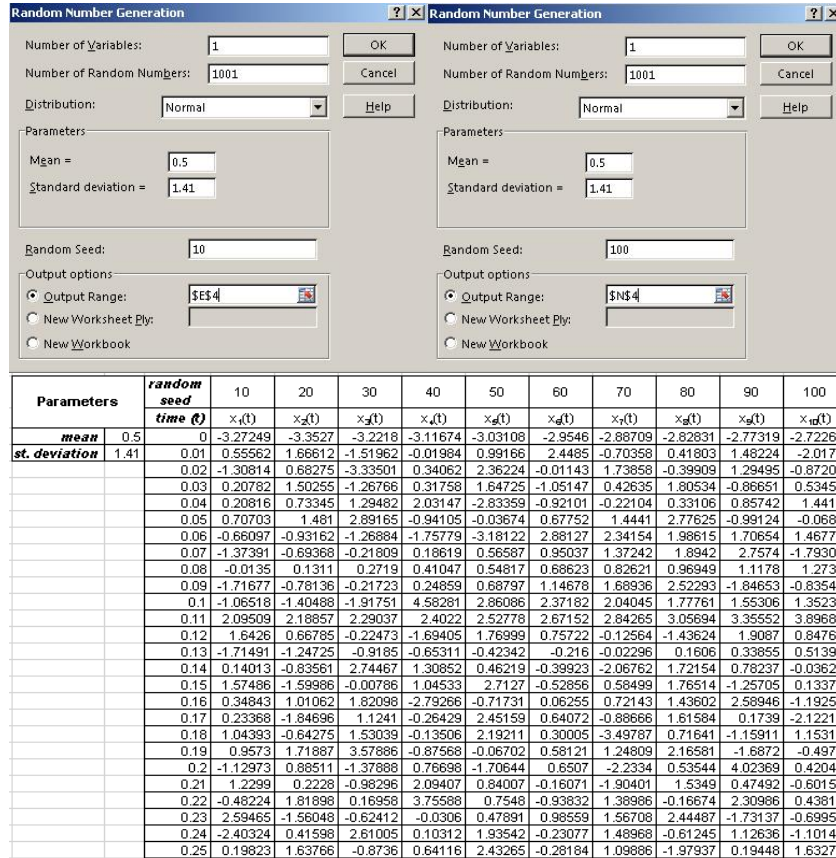 Random Number Generation
Number of Variables: 1
OK
Number of Random Numbers: 1001
Cancel
Distribution: Normal
Help
Parameters
Mean = 0.5
Standard deviation = 1.41
Random Seed: 10
Output options
Output Range: $E$4
New Worksheet Ply:
New Workbook
Random Number Generation
Number of Variables: 1
OK
Number of Random Numbers: 1001
Cancel
Distribution: Normal
Help
Parameters
Mean = 0.5
Standard deviation = 1.41
Random Seed: 100
Output options
Output Range: $N$4
New Worksheet Ply:
New Workbook
Parameters random seed 10 20 30 40 50 60 70 80 90 100
time (t) x₁(t) x₂(t) x₃(t) x₄(t) x₅(t) x₆(t) x₇(t) x₈(t) x₉(t) x₁₀(t)
mean 0.5 0 -3.27249 -3.3527 -3.2218 -3.11674 -3.03108 -2.9546 -2.88709 -2.82831 -2.77319 -2.7226
st. deviation 1.41 0.01 0.55562 1.66612 -1.51962 -0.01984 0.99166 2.4485 -0.70358 0.41803 1.48224 -2.017
0.02 -1.30814 0.68275 -3.33501 0.34062 2.36224 -0.01143 1.73858 -0.39909 1.29495 -0.8720
0.03 0.20782 1.50255 -1.26766 0.31758 1.64725 -1.05147 0.42635 1.80534 -0.86651 0.5345
0.04 0.20816 0.73345 1.29482 2.03147 -2.83359 -0.92101 -0.22104 0.33106 0.85742 1.441
0.05 0.70703 1.481 2.89165 -0.94105 -0.03674 0.67752 1.4441 2.77625 -0.99124 -0.068
0.06 -0.66097 -0.93162 -1.26884 -1.75779 -3.18122 2.88127 2.34154 1.98615 1.70654 1.4677
0.07 -1.37391 -0.69368 -0.21809 0.18619 0.56587 0.95037 1.37242 1.8942 2.7574 -1.7930
0.08 -0.0135 0.1311 0.2719 0.41047 0.54817 0.68623 0.82621 0.96949 1.1178 1.273
0.09 -1.71677 -0.78136 -0.21723 0.24859 0.68797 1.14678 1.68936 2.52293 -1.84653 -0.8354
0.1 -1.06518 -1.40488 -1.91751 4.58281 2.86086 2.37182 2.04045 1.77761 1.55306 1.3523
0.11 2.09509 2.18857 2.29037 2.4022 2.52778 2.67152 2.84265 3.05694 3.35552 3.8968
0.12 1.6426 0.66785 -0.22473 -1.69405 1.76999 0.75722 -0.12564 -1.43624 1.9087 0.8476
0.13 -1.71491 -1.24725 -0.9185 -0.65311 -0.42342 -0.216 -0.02296 0.1606 0.33855 0.5139
0.14 0.14013 -0.83561 2.74467 1.30852 0.46219 -0.39923 -2.06762 1.72154 0.78237 -0.0362
0.15 1.57486 -1.59986 -0.00786 1.04533 2.7127 -0.52856 0.58499 1.76514 -1.25705 0.1337
0.16 0.34843 1.01062 1.82098 -2.79266 -0.71731 0.06255 0.72143 1.43602 2.58946 -1.1925
0.17 0.23368 -1.84696 1.1241 -0.26429 2.45159 0.64072 -0.88666 1.61584 0.1739 -2.1221
0.18 1.04393 -0.64275 1.53039 -0.13506 2.19211 0.30005 -3.49787 0.71641 -1.15911 1.1531
0.19 0.9573 1.71887 3.57886 -0.87568 -0.06702 0.58121 1.24809 2.16581 -1.6872 -0.497
0.2 -1.12973 0.88511 -1.37888 0.76698 -1.70644 0.6507 -2.2334 0.53544 4.02369 0.4204
0.21 1.2299 0.2228 -0.98296 2.09407 0.84007 -0.16071 -1.90401 1.5349 0.47492 -0.6015
0.22 -0.48224 1.81898 0.16958 3.75588 0.7548 -0.93832 1.38986 -0.16674 2.30986 0.4381
0.23 2.59465 -1.56048 -0.62412 -0.0306 0.47891 0.98559 1.56708 2.44487 -1.73137 -0.6995
0.24 -2.40324 0.41598 2.61005 0.10312 1.93542 -0.23077 1.48968 -0.61245 1.12636 -1.1014
0.25 0.19823 1.63766 -0.8736 0.64116 2.43265 -0.28184 1.09886 -1.97937 0.19448 1.6327